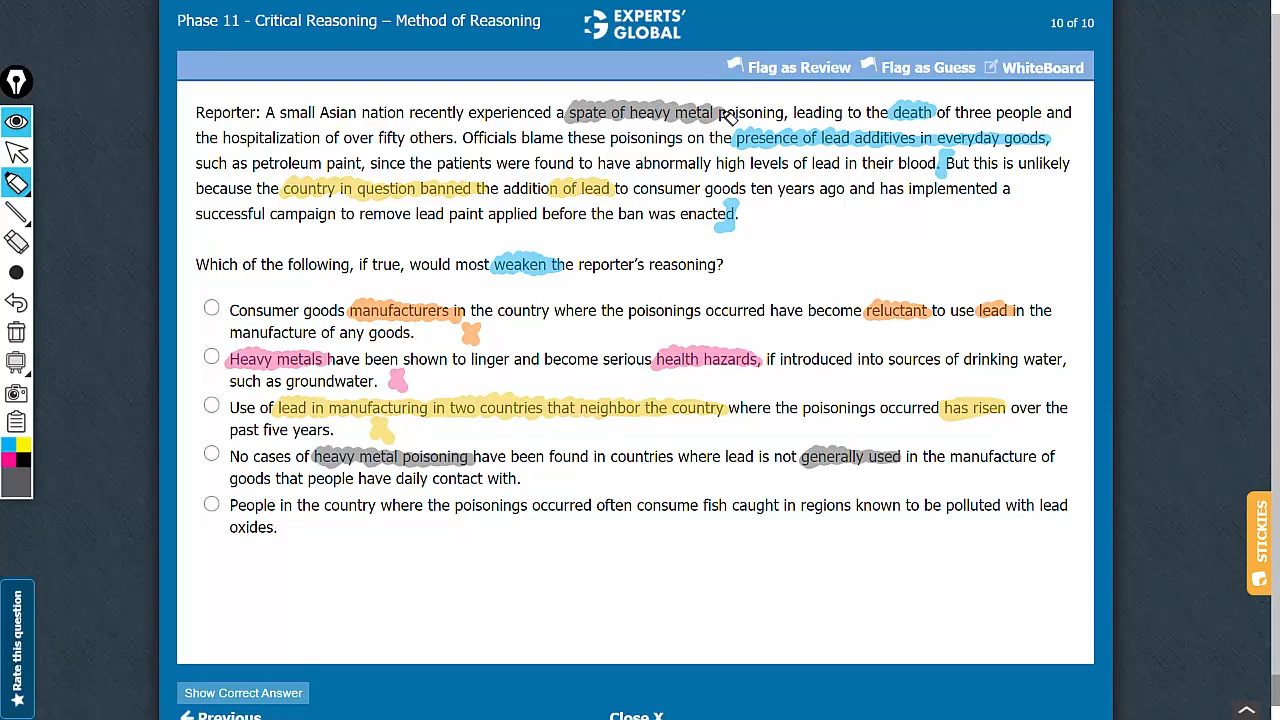 Phase 11 - Critical Reasoning – Method of Reasoning
EXPERTS'
GLOBAL
10 of 10
Flag as Review
Flag as Guess
WhiteBoard
Reporter: A small Asian nation recently experienced a spate of heavy metal poisoning, leading to the death of three people and
the hospitalization of over fifty others. Officials blame these poisonings on the presence of lead additives in everyday goods,
such as petroleum paint, since the patients were found to have abnormally high levels of lead in their blood. But this is unlikely
because the country in question banned the addition of lead to consumer goods ten years ago and has implemented a
successful campaign to remove lead paint applied before the ban was enacted.
Which of the following, if true, would most weaken the reporter's reasoning?
Consumer goods manufacturers in the country where the poisonings occurred have become reluctant to use lead in the
manufacture of any goods.
Heavy metals have been shown to linger and become serious health hazards, if introduced into sources of drinking water,
such as groundwater.
Use of lead in manufacturing in two countries that neighbor the country where the poisonings occurred has risen over the
past five years.
No cases of heavy metal poisoning have been found in countries where lead is not generally used in the manufacture of
goods that people have daily contact with.
People in the country where the poisonings occurred often consume fish caught in regions known to be polluted with lead
oxides.
STICKIES
Rate this question
Show Correct Answer
Previous
Close X